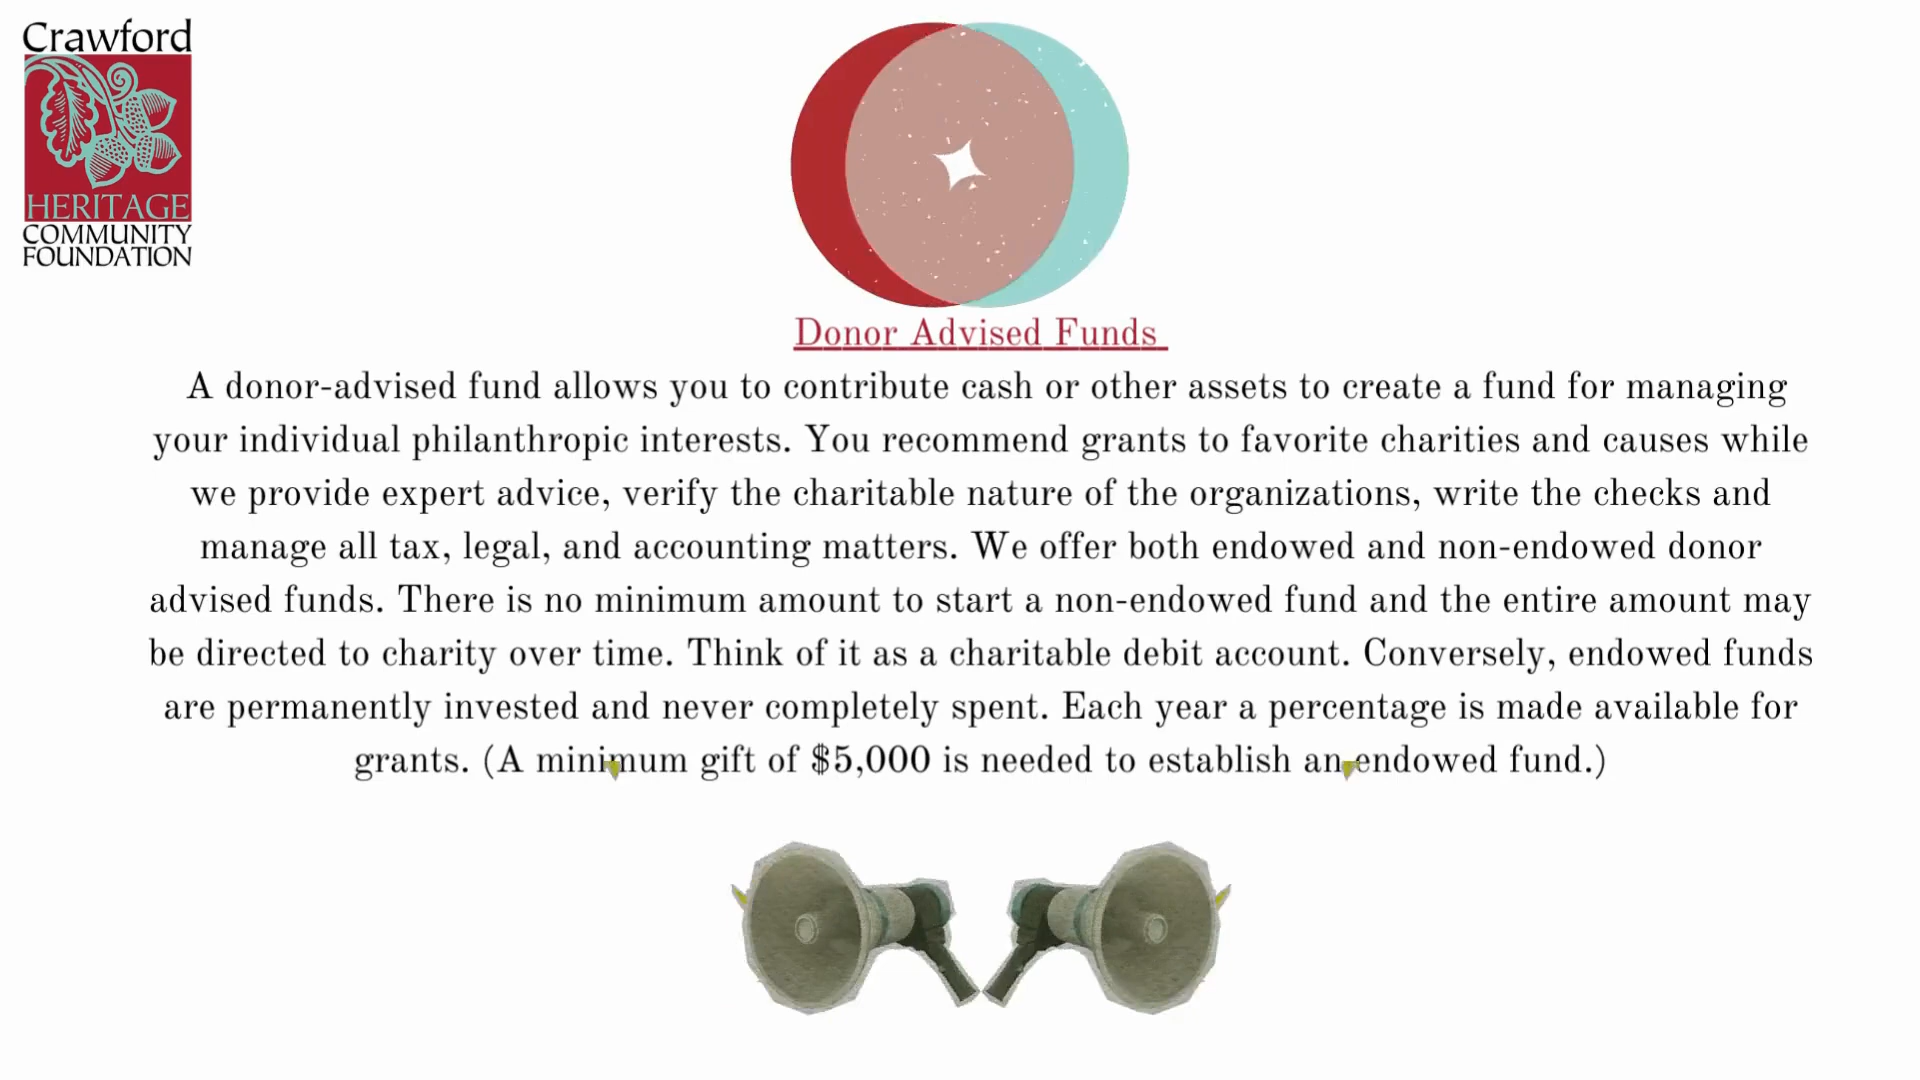 Crawford
HERITAGE
COMMUNITY
FOUNDATION
Donor Advised Funds
A donor-advised fund allows you to contribute cash or other assets to create a fund for managing
your individual philanthropic interests. You recommend grants to favorite charities and causes while
we provide expert advice, verify the charitable nature of the organizations, write the checks and
manage all tax, legal, and accounting matters. We offer both endowed and non-endowed donor
advised funds. There is no minimum amount to start a non-endowed fund and the entire amount may
be directed to charity over time. Think of it as a charitable debit account. Conversely, endowed funds
are permanently invested and never completely spent. Each year a percentage is made available for
grants. (A minimum gift of $5,000 is needed to establish an endowed fund.)